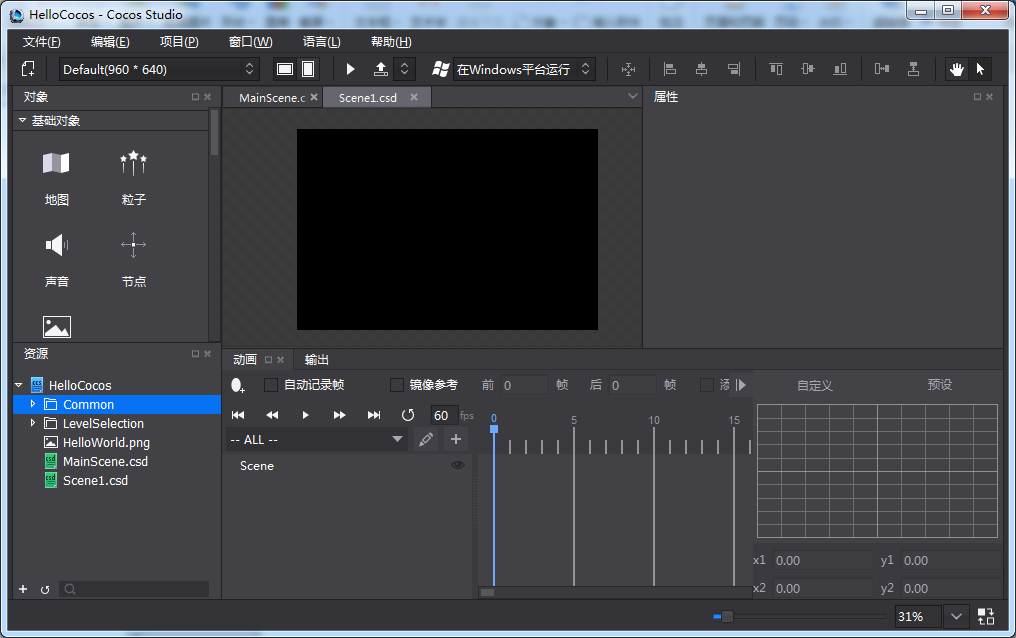 HelloCocos - Cocos Studio
文件(F) 编辑(E) 项目(P) 窗口(W) 语言(L) 帮助(H)
Default(960 * 640) 在Windows平台运行
对象 MainScene.c Scene1.csd 属性
基础对象
地图 粒子
声音 节点
资源
HelloCocos
Common
LevelSelection
HelloWorld.png
MainScene.csd
Scene1.csd
动画 输出
自动记录帧 镜像参考 前 0 帧 后 0 帧 自定义 预设
60 fps 0 5 10 15
-- ALL --
Scene
x1 0.00 y1 0.00
x2 0.00 y2 0.00
31%